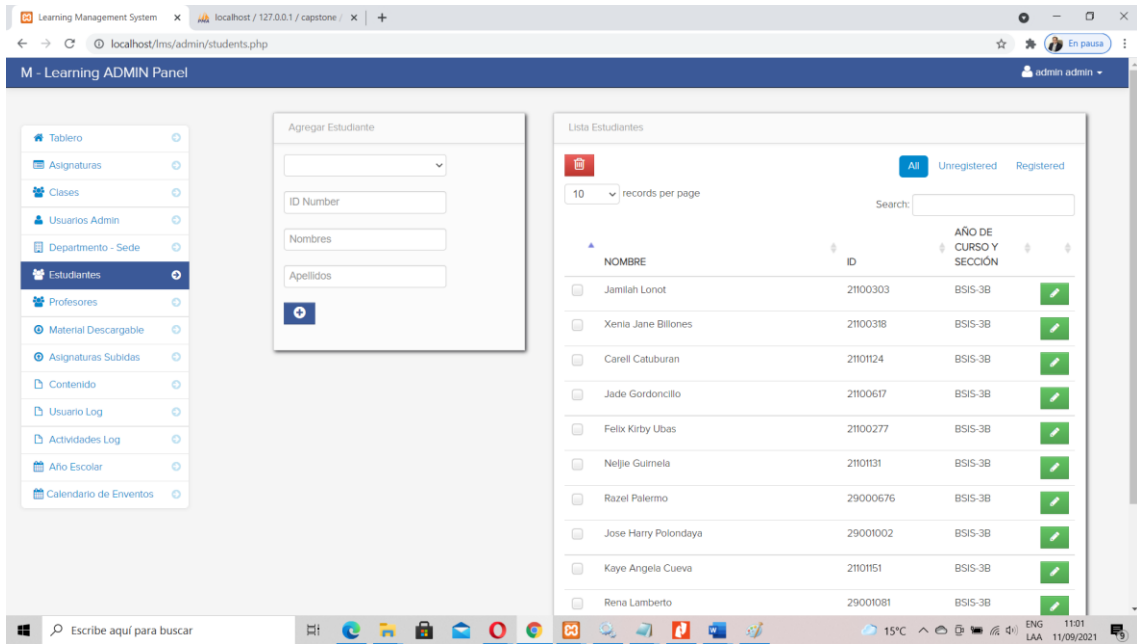 Learning Management System
localhost / 127.0.0.1 / capstone /
localhost/lms/admin/students.php
En pausa
M - Learning ADMIN Panel
admin admin
Tablero
Asignaturas
Clases
Usuarios Admin
Departmento - Sede
Estudiantes
Profesores
Material Descargable
Asignaturas Subidas
Contenido
Usuario Log
Actividades Log
Año Escolar
Calendario de Enventos
Agregar Estudiante
ID Number
Nombres
Apellidos
Lista Estudiantes
All Unregistered Registered
10 records per page
Search:
NOMBRE ID AÑO DE CURSO Y SECCIÓN
Jamilah Lonot 21100303 BSIS-3B
Xenia Jane Billones 21100318 BSIS-3B
Carell Catuburan 21101124 BSIS-3B
Jade Gordoncillo 21100617 BSIS-3B
Felix Kirby Ubas 21100277 BSIS-3B
Neljie Guirnela 21101131 BSIS-3B
Razel Palermo 29000676 BSIS-3B
Jose Harry Polondaya 29001002 BSIS-3B
Kaye Angela Cueva 21101151 BSIS-3B
Rena Lamberto 29001081 BSIS-3B
Escribe aquí para buscar
15°C
ENG 11:01
LAA 11/09/2021